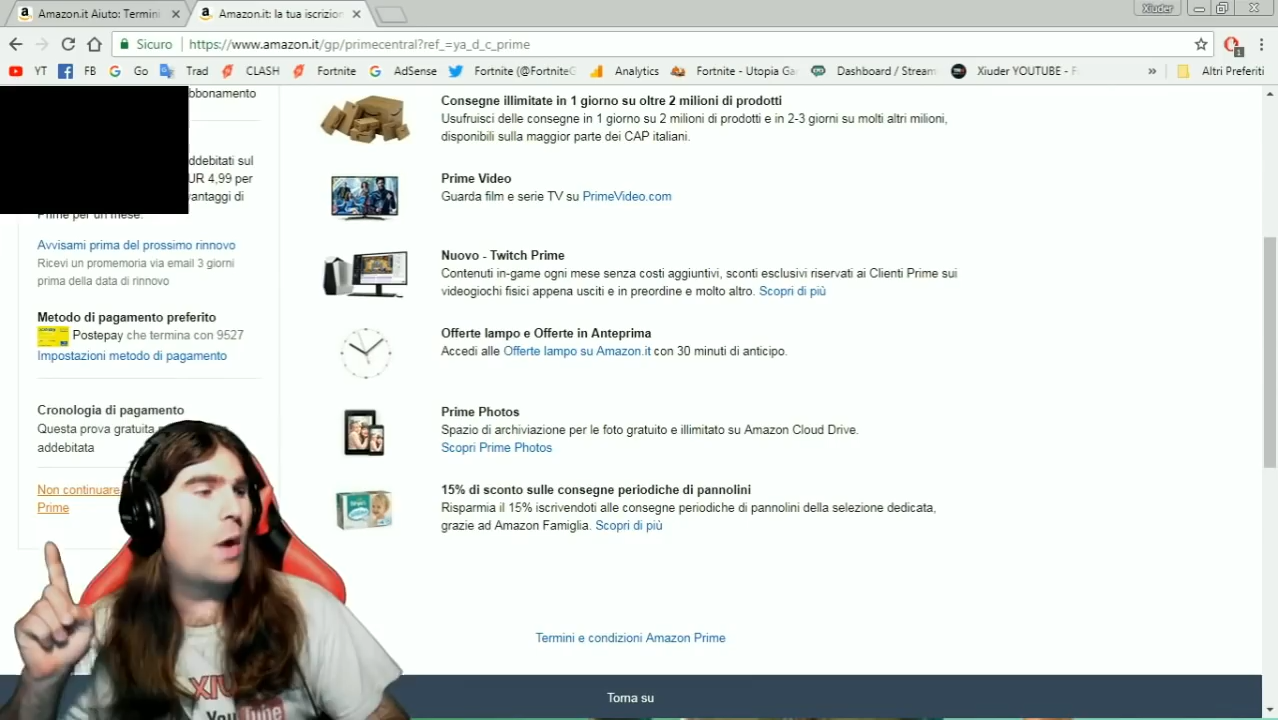 Amazon.it Aiuto: Termini
Amazon.it: la tua iscrizion
Xiuder
Sicuro
https://www.amazon.it/gp/primecentral?ref_=ya_d_c_prime
1
YT
FB
Go
Trad
CLASH
Fortnite
AdSense
Fortnite (@FortniteG
Analytics
Fortnite - Utopia Ga
Dashboard / Stream
Xiuder YOUTUBE - F
»
Altri Preferiti
bbonamento
ddebitati sul
UR 4,99 per
vantaggi di
Prime per un mese.
Avvisami prima del prossimo rinnovo
Ricevi un promemoria via email 3 giorni
prima della data di rinnovo
Metodo di pagamento preferito
Postepay che termina con 9527
Impostazioni metodo di pagamento
Cronologia di pagamento
Questa prova gratuita
addebitata
Non continuare
Prime
Consegne illimitate in 1 giorno su oltre 2 milioni di prodotti
Usufruisci delle consegne in 1 giorno su 2 milioni di prodotti e in 2-3 giorni su molti altri milioni,
disponibili sulla maggior parte dei CAP italiani.
Prime Video
Guarda film e serie TV su PrimeVideo.com
Nuovo - Twitch Prime
Contenuti in-game ogni mese senza costi aggiuntivi, sconti esclusivi riservati ai Clienti Prime sui
videogiochi fisici appena usciti e in preordine e molto altro. Scopri di più
Offerte lampo e Offerte in Anteprima
Accedi alle Offerte lampo su Amazon.it con 30 minuti di anticipo.
Prime Photos
Spazio di archiviazione per le foto gratuito e illimitato su Amazon Cloud Drive.
Scopri Prime Photos
15% di sconto sulle consegne periodiche di pannolini
Risparmia il 15% iscrivendoti alle consegne periodiche di pannolini della selezione dedicata,
grazie ad Amazon Famiglia. Scopri di più
Termini e condizioni Amazon Prime
Torna su
XIU
YouTube